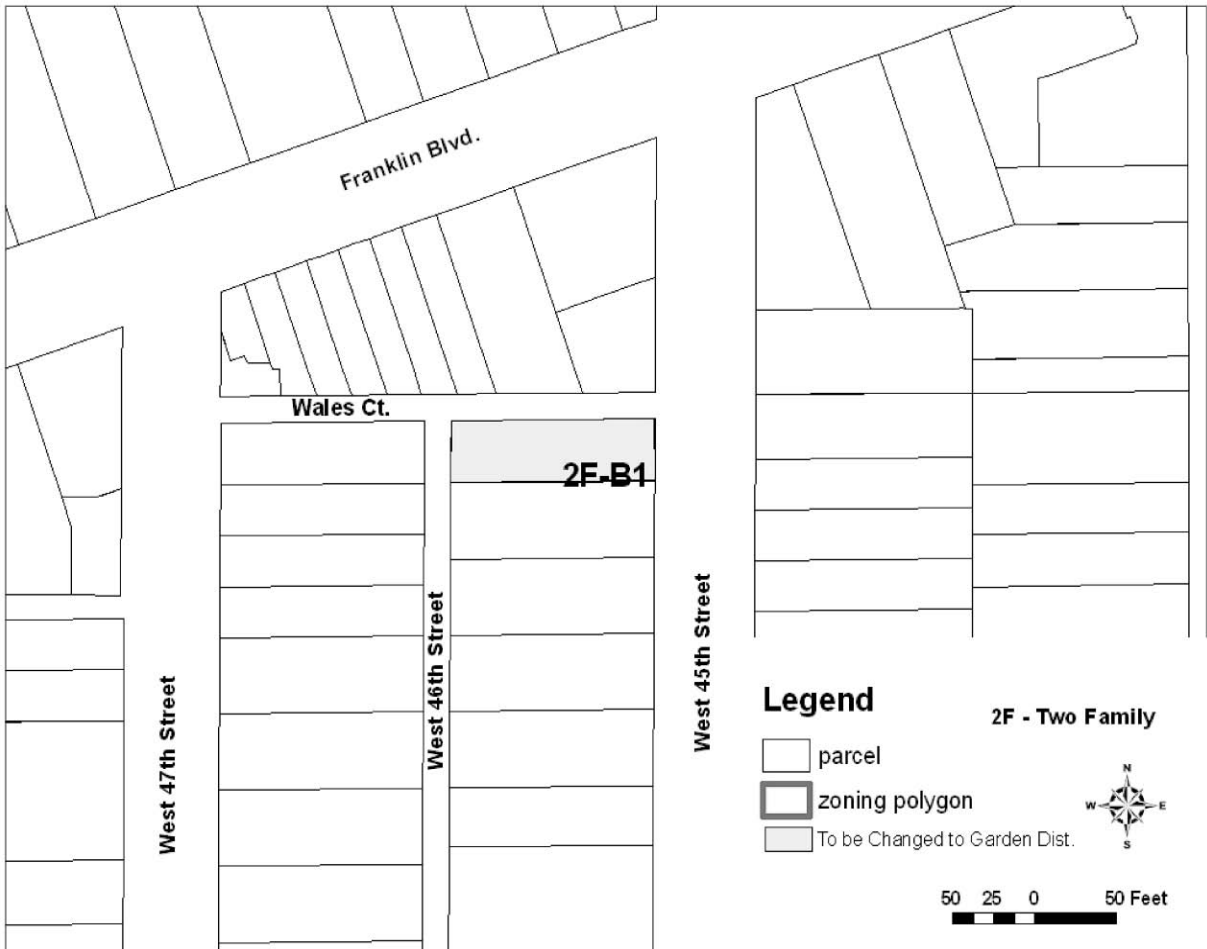 Franklin Blvd.
Wales Ct.
2F-B1
West 47th Street
West 46th Street
West 45th Street
Legend
2F - Two Family
parcel
zoning polygon
To be Changed to Garden Dist.
N
W E
S
50 25 0 50 Feet